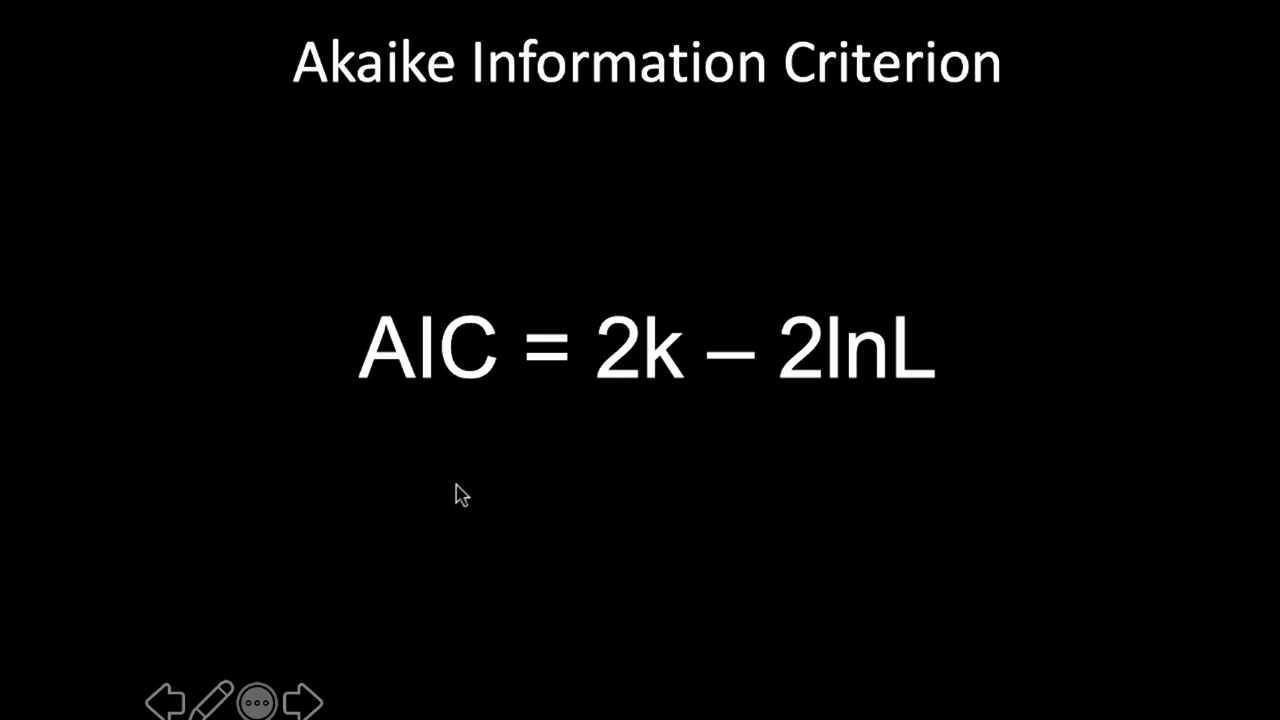 Akaike Information Criterion
AIC = 2k – 2lnL